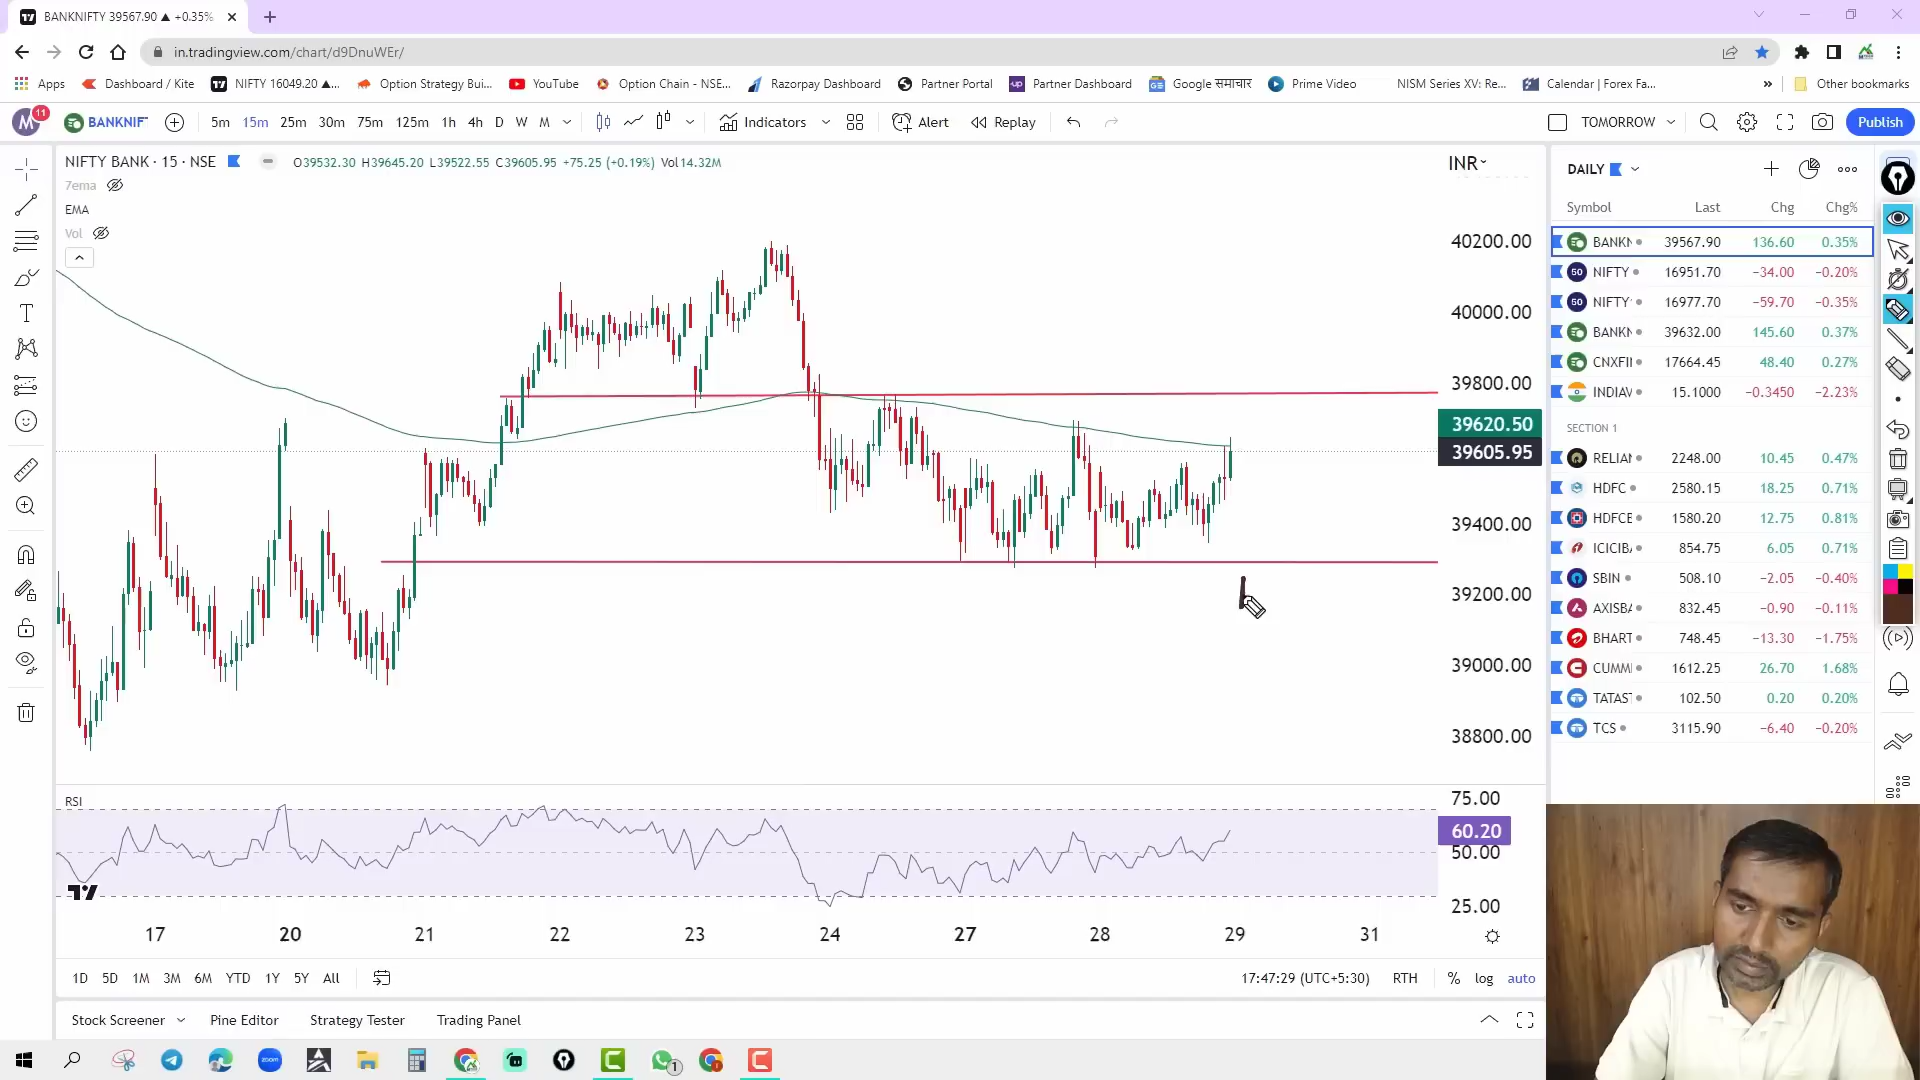 BANKNIFTY 39567.90 ▲ +0.35%
in.tradingview.com/chart/d9DnuWEr/
Apps
Dashboard / Kite
NIFTY 16049.20 ▲...
Option Strategy Bui...
YouTube
Option Chain - NSE...
Razorpay Dashboard
Partner Portal
up Partner Dashboard
Google समाचार
Prime Video
NISM Series XV: Re...
Calendar | Forex Fa...
»
Other bookmarks
M 11
BANKNIF
5m 15m 25m 30m 75m 125m 1h 4h D W M
Indicators
Alert
Replay
TOMORROW
Publish
NIFTY BANK · 15 · NSE
O39532.30 H39645.20 L39522.55 C39605.95 +75.25 (+0.19%) Vol14.32M
INR
7ema
EMA
Vol
40200.00
40000.00
39800.00
39620.50
39605.95
39400.00
39200.00
39000.00
38800.00
RSI
75.00
60.20
50.00
25.00
17 20 21 22 23 24 27 28 29 31
1D 5D 1M 3M 6M YTD 1Y 5Y All
17:47:29 (UTC+5:30) RTH % log auto
Stock Screener
Pine Editor
Strategy Tester
Trading Panel
DAILY
Symbol Last Chg Chg%
BANKN 39567.90 136.60 0.35%
50 NIFTY 16951.70 −34.00 −0.20%
50 NIFTY 16977.70 −59.70 −0.35%
BANKN 39632.00 145.60 0.37%
CNXFII 17664.45 48.40 0.27%
INDIAV 15.1000 −0.3450 −2.23%
SECTION 1
RELIAN 2248.00 10.45 0.47%
HDFC 2580.15 18.25 0.71%
HDFCB 1580.20 12.75 0.81%
ICICIB 854.75 6.05 0.71%
SBIN 508.10 −2.05 −0.40%
AXISBA 832.45 −0.90 −0.11%
BHART 748.45 −13.30 −1.75%
CUMMI 1612.25 26.70 1.68%
TATAST 102.50 0.20 0.20%
TCS 3115.90 −6.40 −0.20%
zoom
1